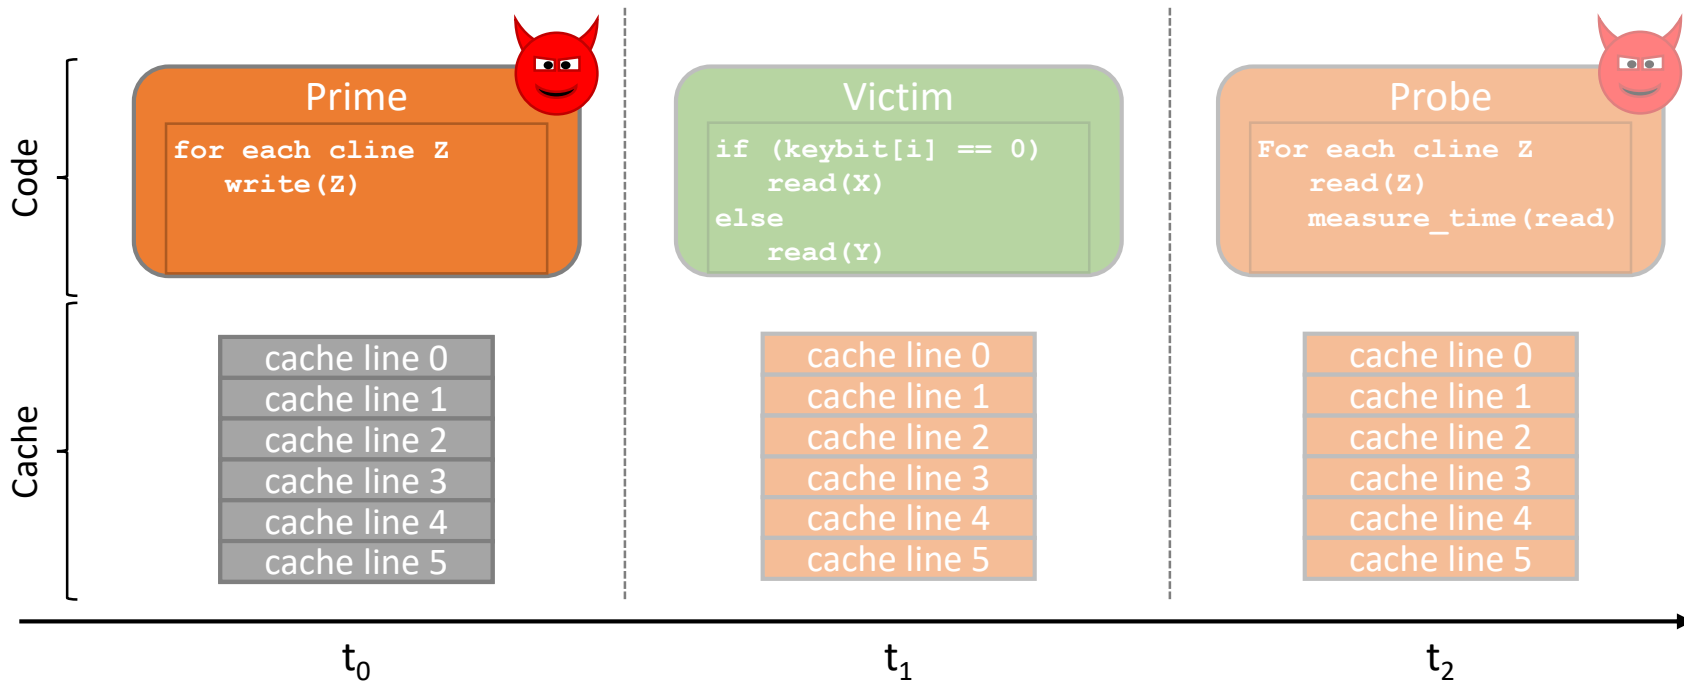 Code
Prime
for each cline Z
write(Z)
Victim
if (keybit[i] == 0)
read(X)
else
read(Y)
Probe
For each cline Z
read(Z)
measure_time(read)
Cache
cache line 0
cache line 1
cache line 2
cache line 3
cache line 4
cache line 5
cache line 0
cache line 1
cache line 2
cache line 3
cache line 4
cache line 5
cache line 0
cache line 1
cache line 2
cache line 3
cache line 4
cache line 5
t0
t1
t2